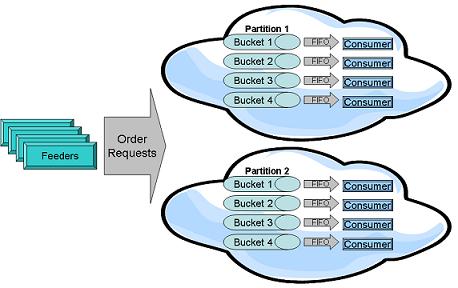 Partition 1
Bucket 1 FIFO Consumer
Bucket 2 FIFO Consumer
Bucket 3 FIFO Consumer
Bucket 4 FIFO Consumer
Order
Requests
Feeders
Partition 2
Bucket 1 FIFO Consumer
Bucket 2 FIFO Consumer
Bucket 3 FIFO Consumer
Bucket 4 FIFO Consumer